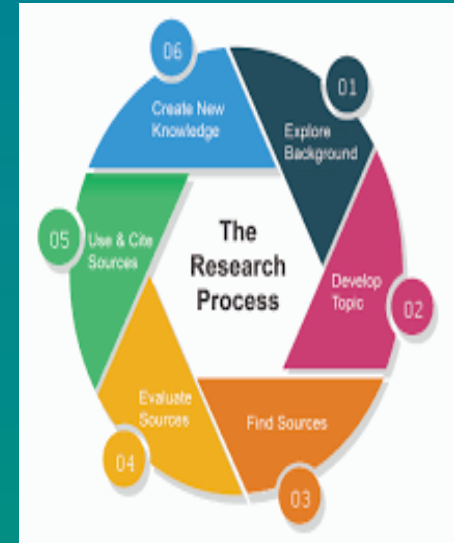 The
Research
Process
01
Explore
Background
02
Develop
Topic
03
Find Sources
04
Evaluate
Sources
05
Use & Cite
Sources
06
Create New
Knowledge